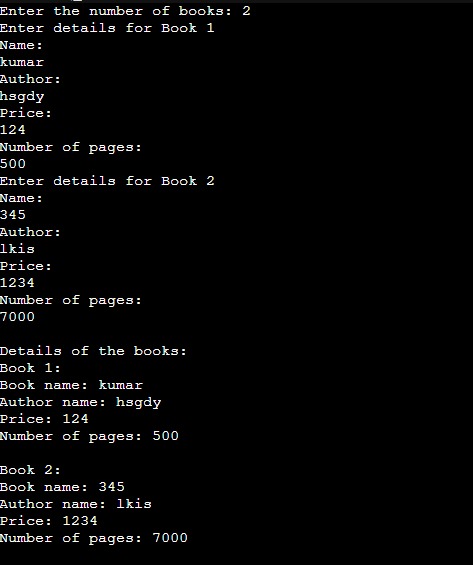 Enter the number of books: 2
Enter details for Book 1
Name:
kumar
Author:
hsgdy
Price:
124
Number of pages:
500
Enter details for Book 2
Name:
345
Author:
lkis
Price:
1234
Number of pages:
7000
Details of the books:
Book 1:
Book name: kumar
Author name: hsgdy
Price: 124
Number of pages: 500
Book 2:
Book name: 345
Author name: lkis
Price: 1234
Number of pages: 7000